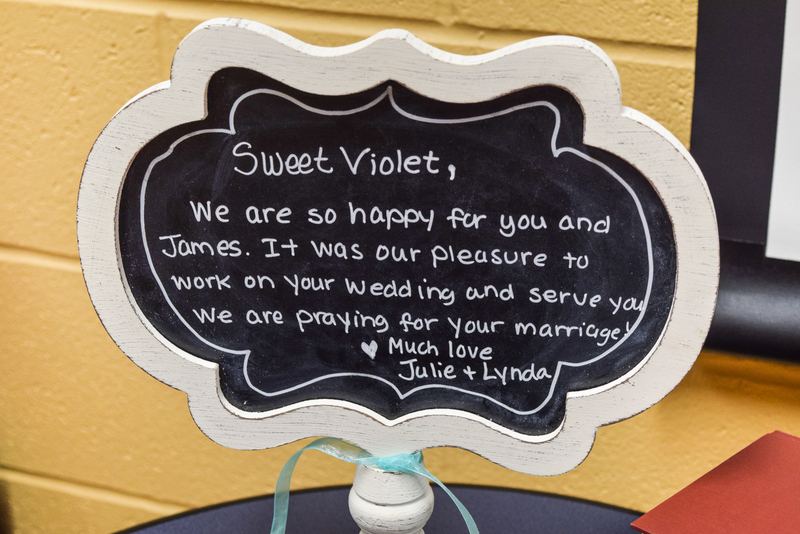 Sweet Violet,
We are so happy for you and
James. It was our pleasure to
work on your wedding and serve you
We are praying for your marriage!
♥ Much love
Julie + Lynda